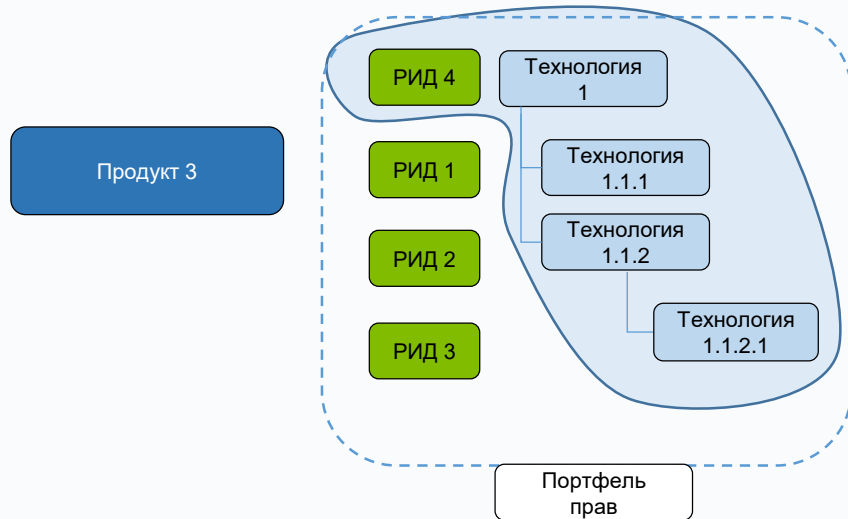 РИД 4
Технология
1
Продукт 3
РИД 1
Технология
1.1.1
РИД 2
Технология
1.1.2
РИД 3
Технология
1.1.2.1
Портфель
прав